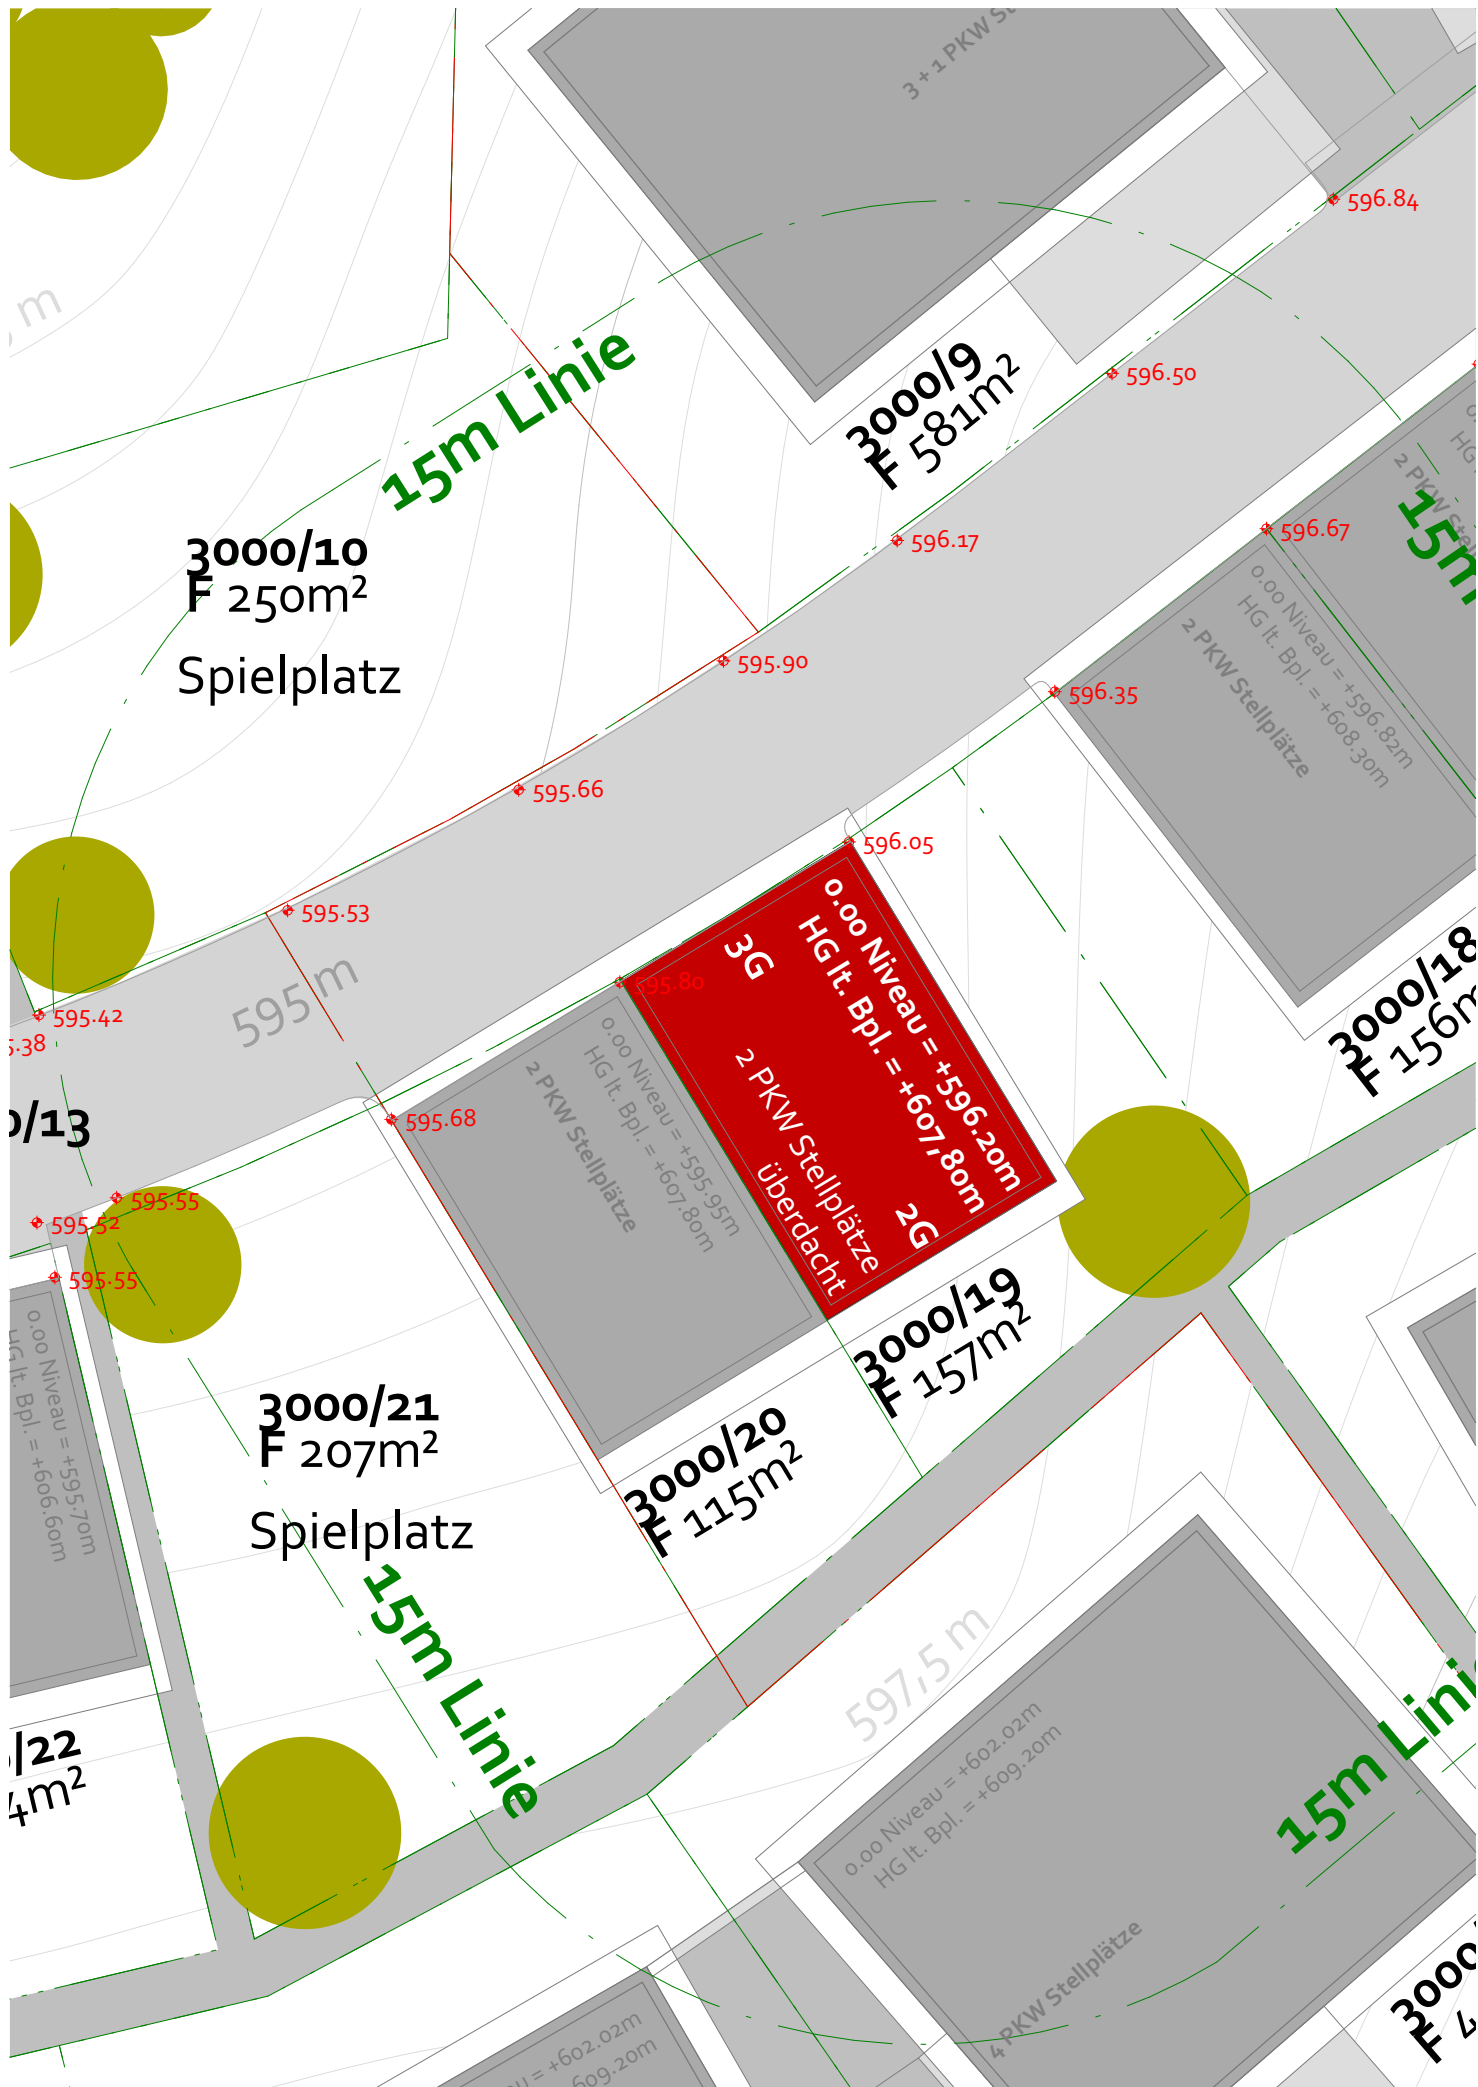 3 + 1 PKW
596.84
m
15m Linie
3000/9
F 581m²
596.50
3000/10
F 250m²
Spielplatz
596.17
595.90
596.67
2 PKW
15m
0.00 Niveau = +596.82m
HG lt. Bpl. = +608.30m
2 PKW Stellplätze
596.35
595.66
596.05
595.53
595 m
595.42
595.80
3G
0.00 Niveau = +596.20m
HG lt. Bpl. = +607,80m
2 PKW Stellplätze
überdacht
2G
3000/18
F 156m
0.00 Niveau = +595.95m
HG lt. Bpl. = +607.80m
2 PKW Stellplätze
595.68
/13
595.55
595.52
595.55
0.00 Niveau = +595.70m
HG lt. Bpl. = +606.60m
3000/19
F 157m²
3000/20
F 115m²
3000/21
F 207m²
Spielplatz
15m Linie
597,5 m
0.00 Niveau = +602.02m
HG lt. Bpl. = +609.20m
4 PKW Stellplätze
15m Linie
/22
4m²
3000
F 4
= +602.02m
609.20m